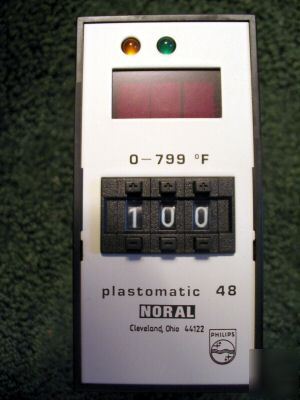 0-799 °F
+ + +
100
- - -
plastomatic 48
NORAL
Cleveland, Ohio 44122
PHILIPS